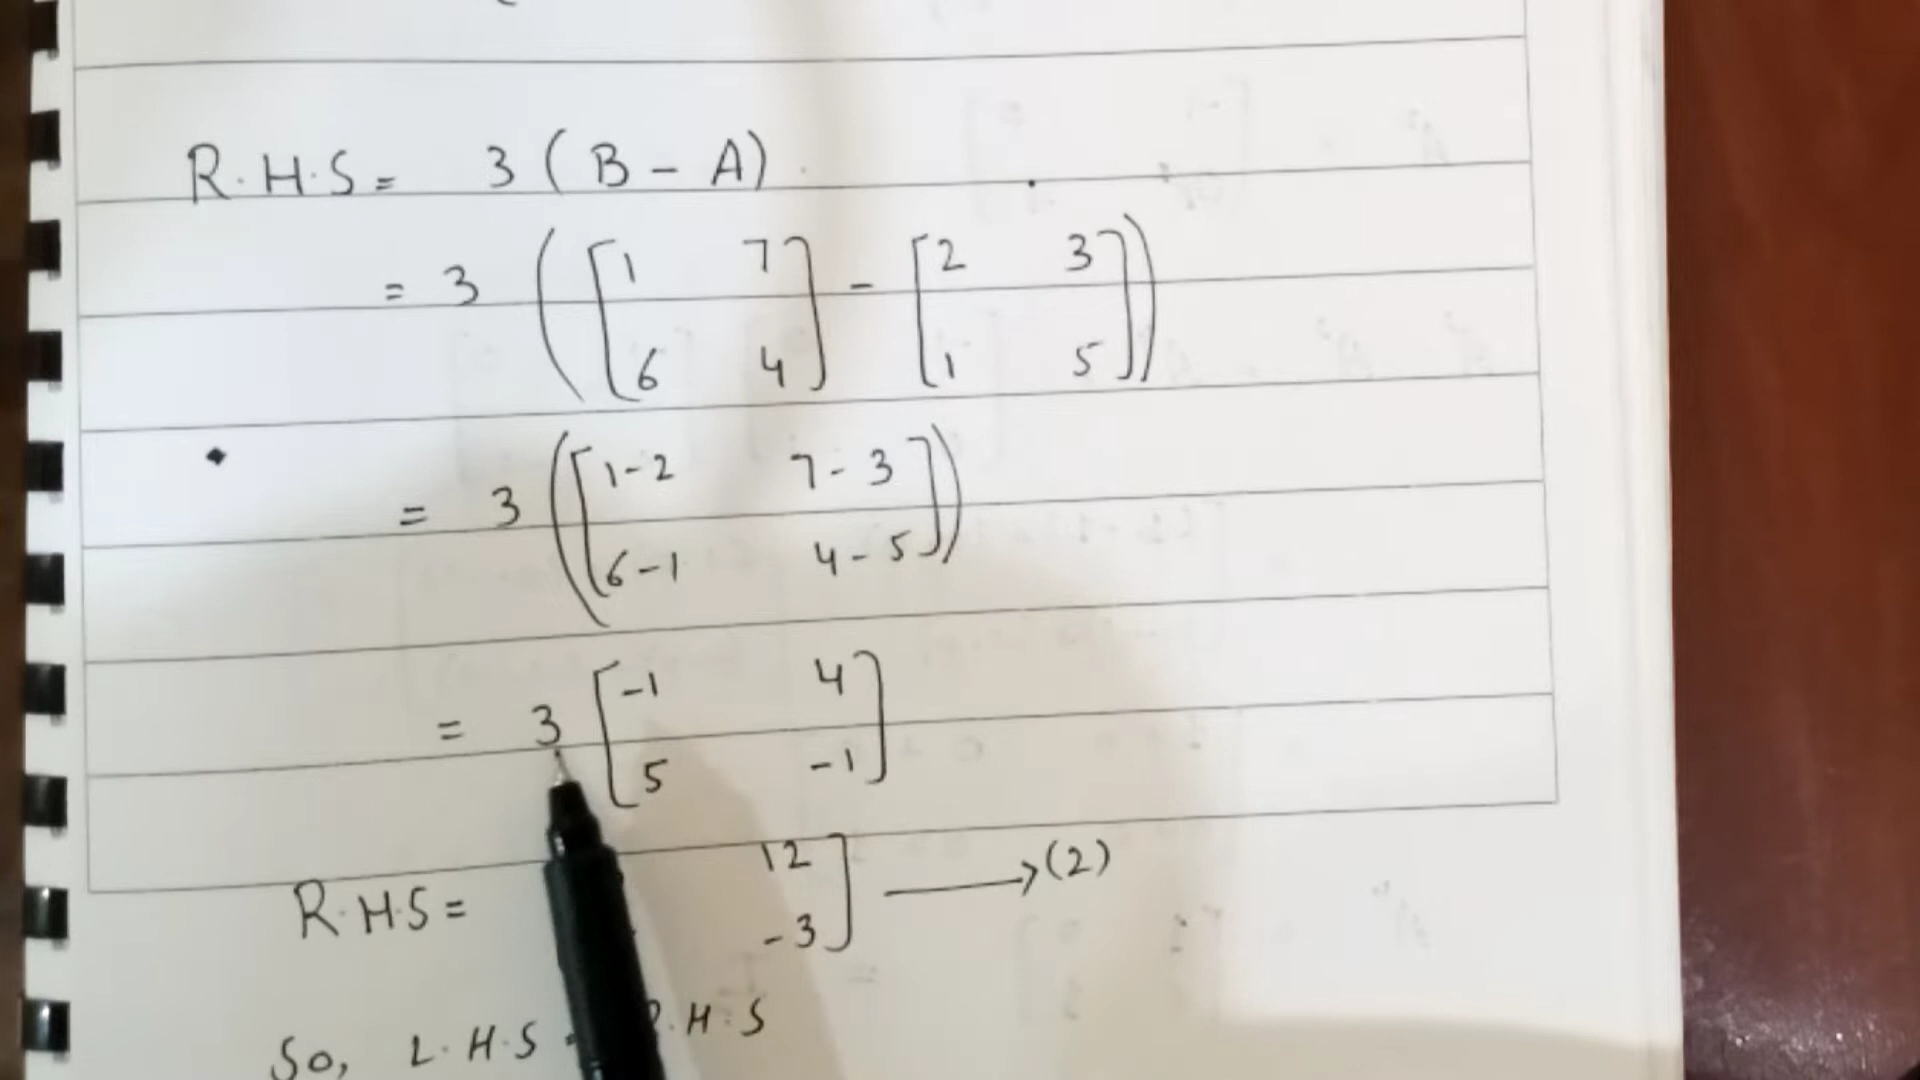 R.H.S = 3 ( B - A )
= 3 ( [ 1 7 ] - [ 2 3 ] )
6 4 1 5
= 3 ( [ 1-2 7-3 ] )
6-1 4-5
= 3 [ -1 4 ]
5 -1
R.H.S = 12 ] → (2)
-3
So, L.H.S .H.S